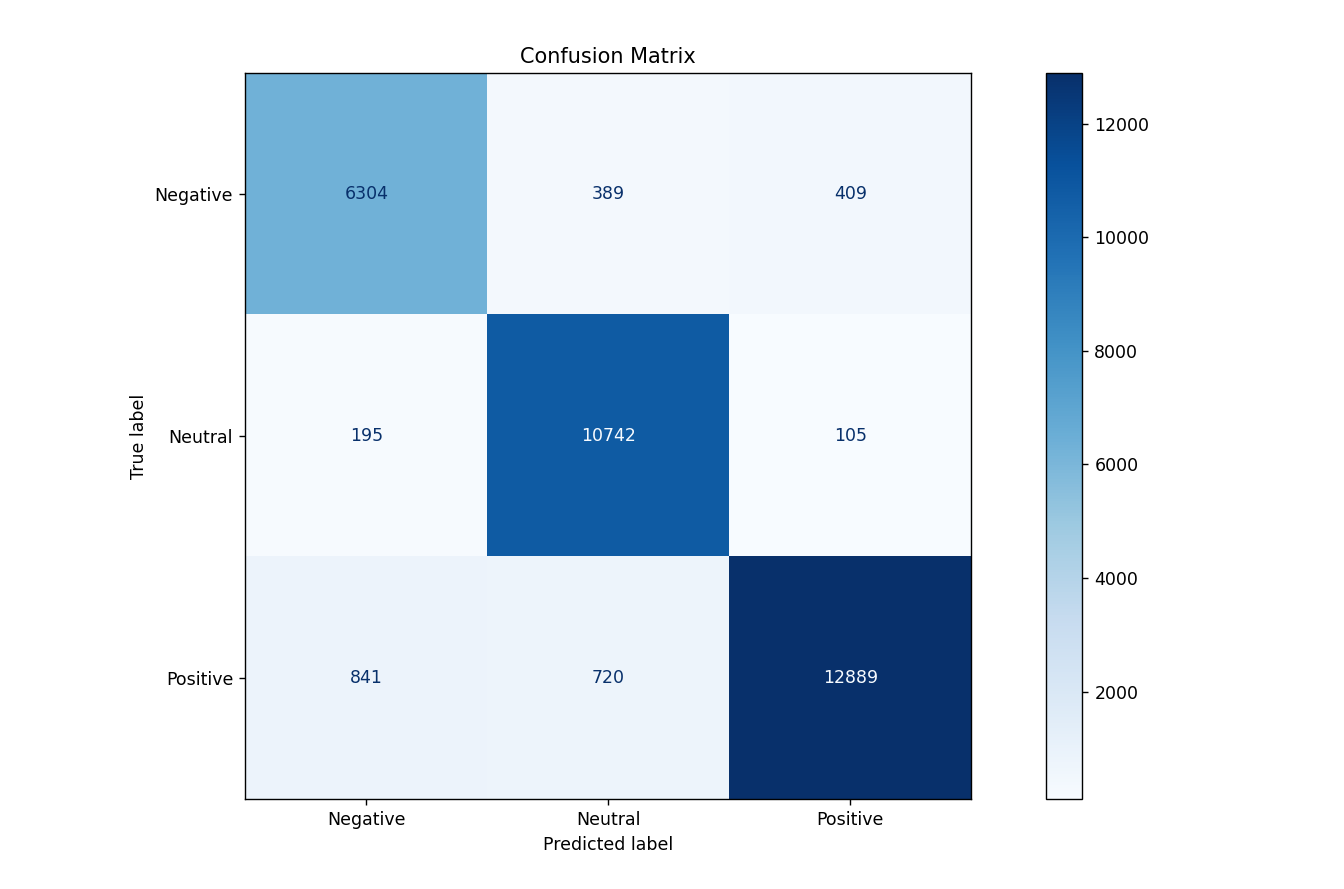 Confusion Matrix
Negative 6304 389 409
Neutral 195 10742 105
Positive 841 720 12889
Negative Neutral Positive
Predicted label
True label
12000
10000
8000
6000
4000
2000